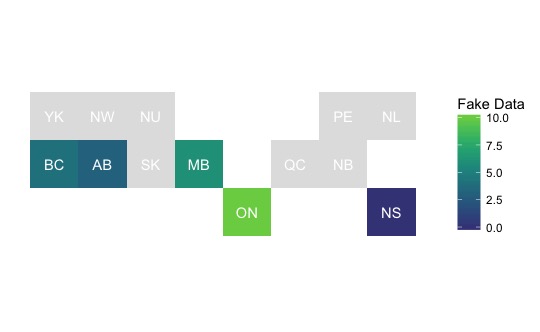 YK NW NU PE NL
BC AB SK MB QC NB
ON NS
Fake Data
10.0
7.5
5.0
2.5
0.0